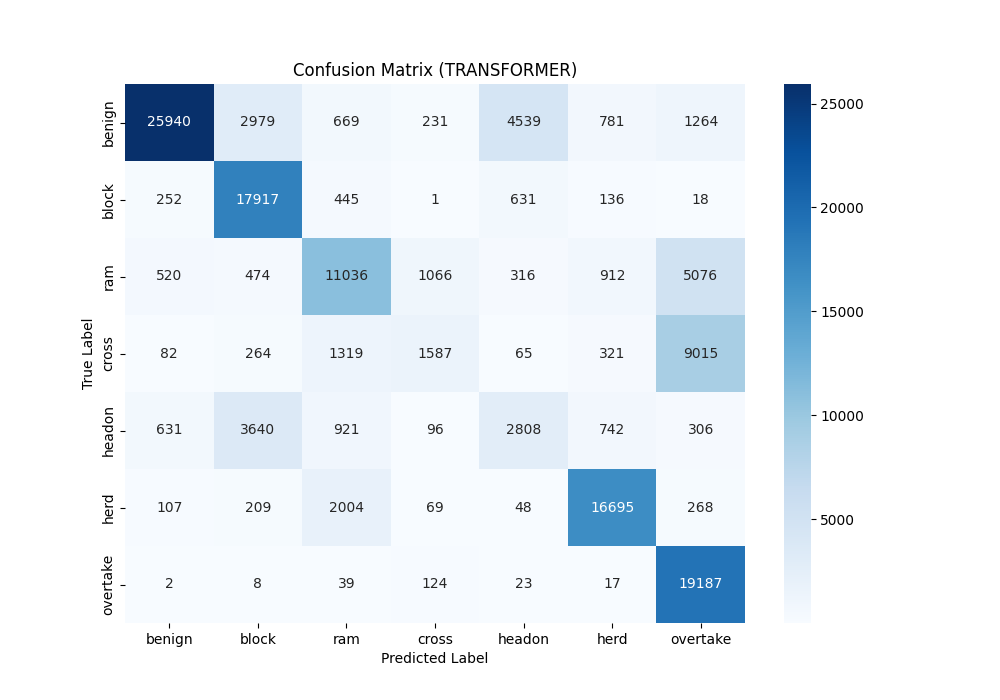 Confusion Matrix (TRANSFORMER)
True Label
benign 25940 2979 669 231 4539 781 1264
block 252 17917 445 1 631 136 18
ram 520 474 11036 1066 316 912 5076
cross 82 264 1319 1587 65 321 9015
headon 631 3640 921 96 2808 742 306
herd 107 209 2004 69 48 16695 268
overtake 2 8 39 124 23 17 19187
benign block ram cross headon herd overtake
Predicted Label
25000
20000
15000
10000
5000